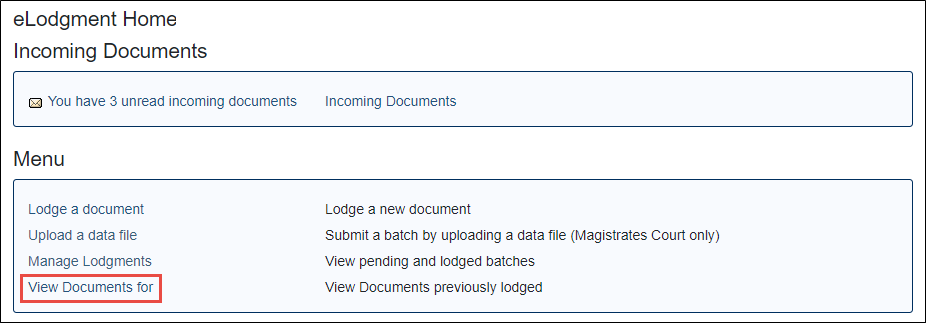 eLodgment Home
Incoming Documents
You have 3 unread incoming documents Incoming Documents
Menu
Lodge a document Lodge a new document
Upload a data file Submit a batch by uploading a data file (Magistrates Court only)
Manage Lodgments View pending and lodged batches
View Documents for View Documents previously lodged